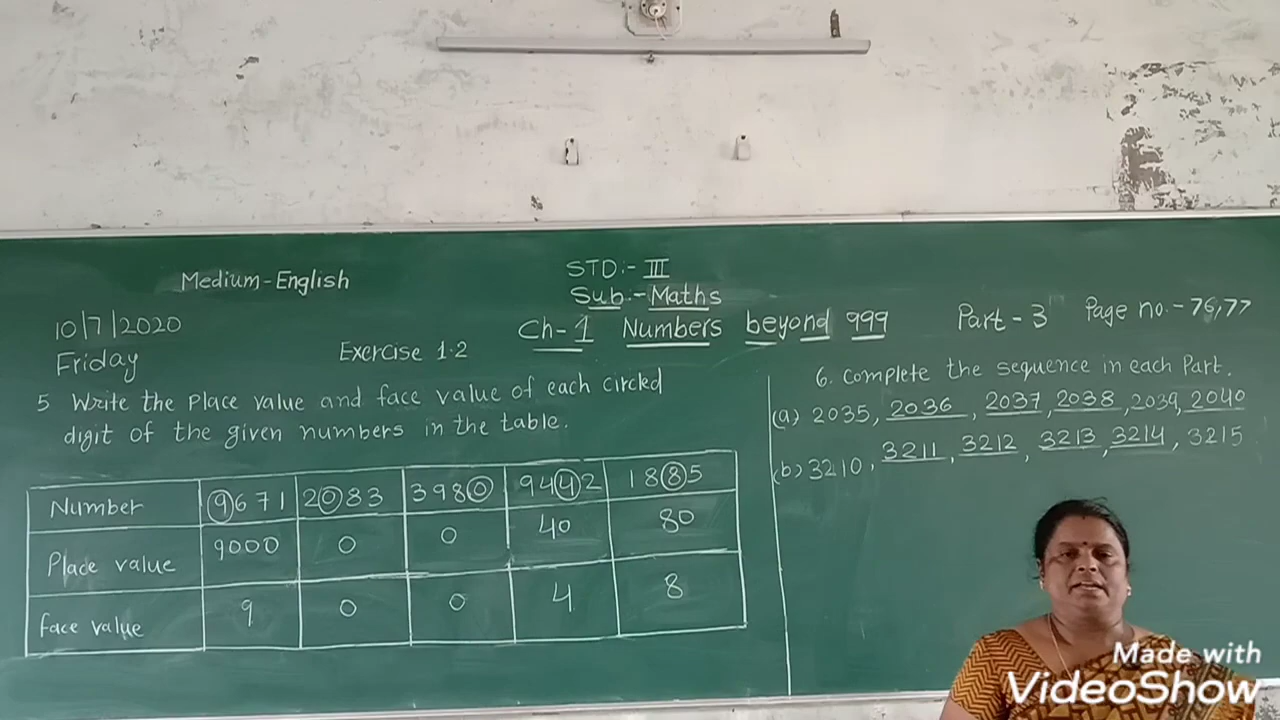 Medium-English
STD:- III
Sub.- Maths
10/7/2020
Ch-1 Numbers beyond 999
Part-3
Page no.-76,77
Friday
Exercise 1.2
5 Write the Place value and face value of each circled
digit of the given numbers in the table.
Number 9671 2083 3980 9442 1885
Place value 9000 0 0 40 80
face value 9 0 0 4 8
6. Complete the sequence in each Part.
(a) 2035, 2036, 2037, 2038, 2039, 2040
(b) 3210, 3211, 3212, 3213, 3214, 3215
Made with
VideoShow